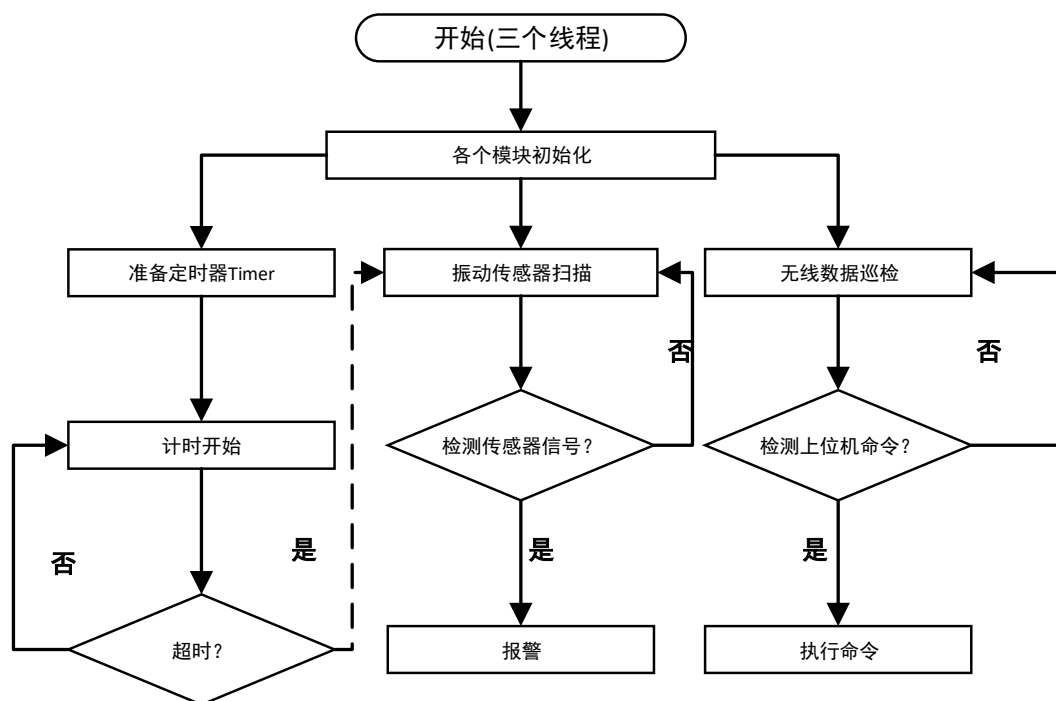 开始(三个线程)
各个模块初始化
准备定时器Timer
振动传感器扫描
无线数据巡检
否
否
计时开始
检测传感器信号？
检测上位机命令？
否
是
是
是
超时？
报警
执行命令